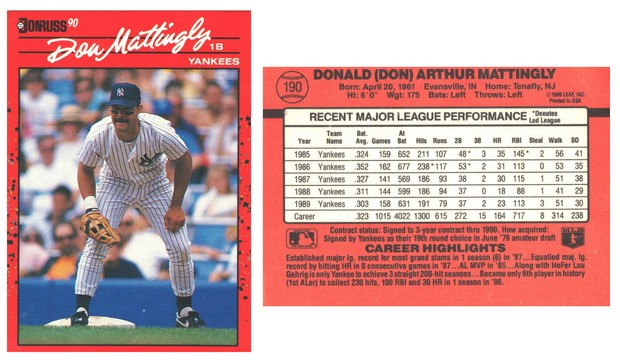 DONRUSS '90
Don Mattingly
1B
YANKEES
190
DONALD (DON) ARTHUR MATTINGLY
Born: April 20, 1961 Evansville, IN Home: Tenafly, NJ
Ht: 6'0" Wgt: 175 Bats: Left Throws: Left
© 1989 LEAF, INC.
Printed in USA
RECENT MAJOR LEAGUE PERFORMANCE
*Denotes
Led League
Year Team Name Bat. Avg. Games At Bat Hits Runs 2B 3B HR RBI Steal Walk SO
1985 Yankees .324 159 652 211 107 48* 3 35 145* 2 56 41
1986 Yankees .352 162 677 238* 117 53* 2 31 113 0 53 35
1987 Yankees .327 141 569 186 93 38 2 30 115 1 51 38
1988 Yankees .311 144 599 186 94 37 0 18 88 1 41 29
1989 Yankees .303 158 631 191 79 37 2 23 113 3 51 30
Career .323 1015 4022 1300 615 272 15 164 717 8 314 238
Contract status: Signed to 3-year contract thru 1990. How acquired:
Signed by Yankees as their 19th round choice in June '79 amateur draft
CAREER HIGHLIGHTS
Established major lg. record for most grand slams in 1 season (6) in '87...Equalled maj. lg.
record by hitting HR in 8 consecutive games in '87...AL MVP in '85...Along with HoFer Lou
Gehrig is only Yankee to achieve 3 straight 200-hit seasons...Became only 6th player in history
(1st ALer) to collect 230 hits, 100 RBI and 30 HR in 1 season in '86.